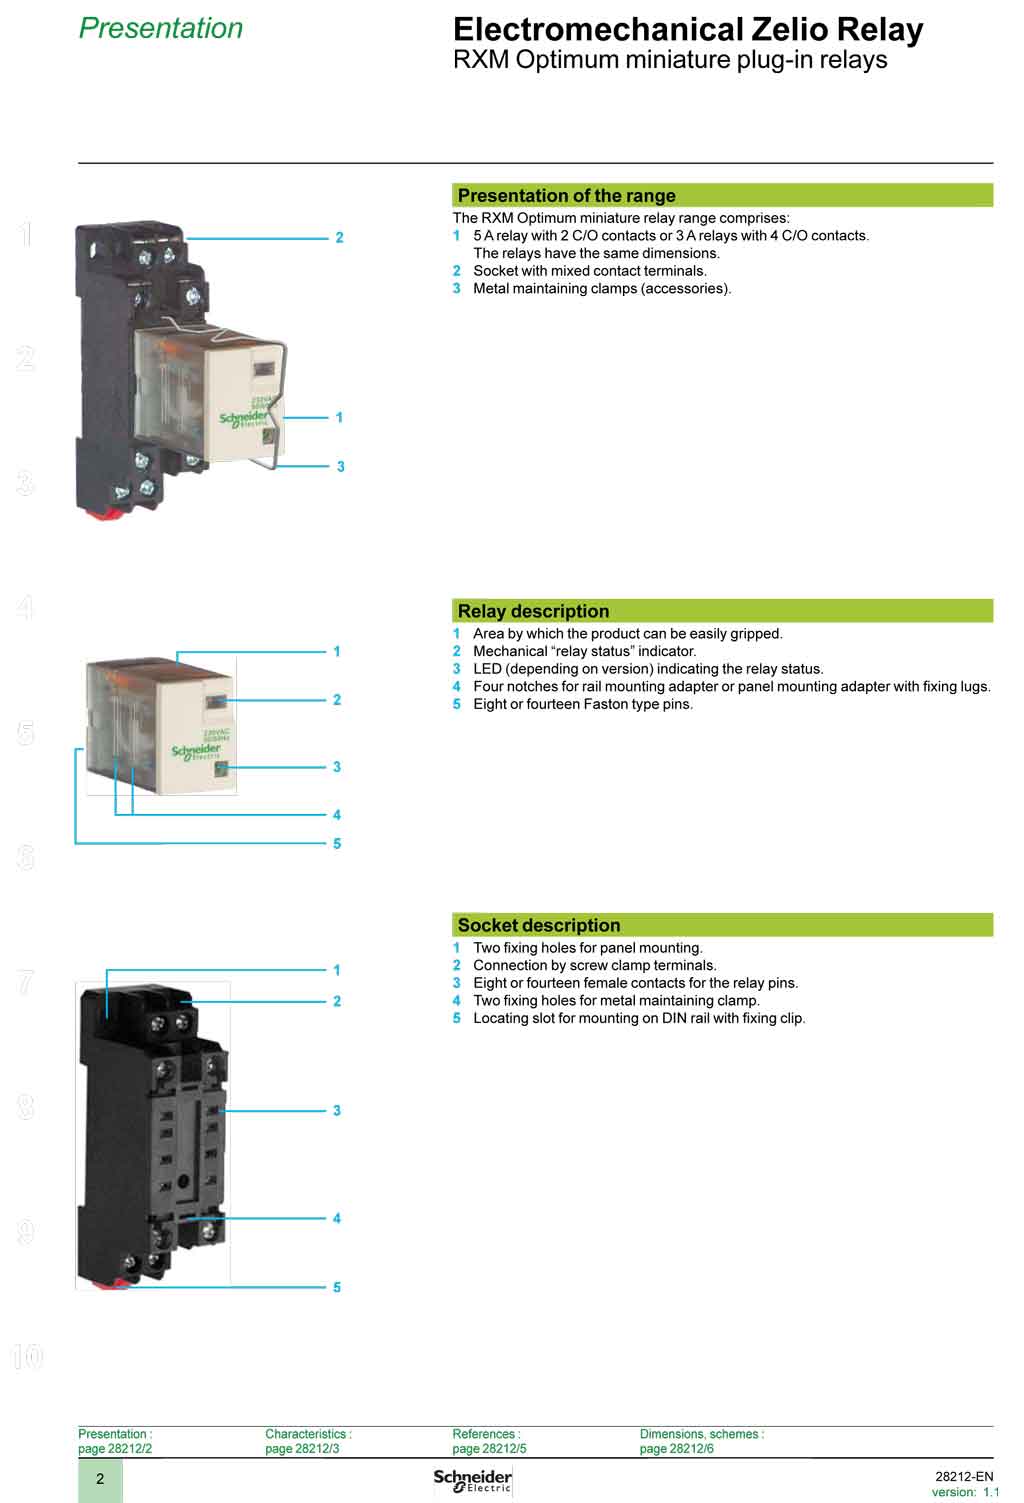 Presentation
Electromechanical Zelio Relay
RXM Optimum miniature plug-in relays
Presentation of the range
The RXM Optimum miniature relay range comprises:
1 5 A relay with 2 C/O contacts or 3 A relays with 4 C/O contacts.
The relays have the same dimensions.
2 Socket with mixed contact terminals.
3 Metal maintaining clamps (accessories).
2
1
3
230VAC
Schneider
Electric
Relay description
1 Area by which the product can be easily gripped.
2 Mechanical “relay status” indicator.
3 LED (depending on version) indicating the relay status.
4 Four notches for rail mounting adapter or panel mounting adapter with fixing lugs.
5 Eight or fourteen Faston type pins.
1
2
230VAC
50/60Hz
Schneider
Electric
3
4
5
Socket description
1 Two fixing holes for panel mounting.
2 Connection by screw clamp terminals.
3 Eight or fourteen female contacts for the relay pins.
4 Two fixing holes for metal maintaining clamp.
5 Locating slot for mounting on DIN rail with fixing clip.
1
2
3
4
5
1
2
3
4
5
6
7
8
9
10
Presentation : Characteristics : References : Dimensions, schemes :
page 28212/2 page 28212/3 page 28212/5 page 28212/6
2
Schneider
Electric
28212-EN
version: 1.1